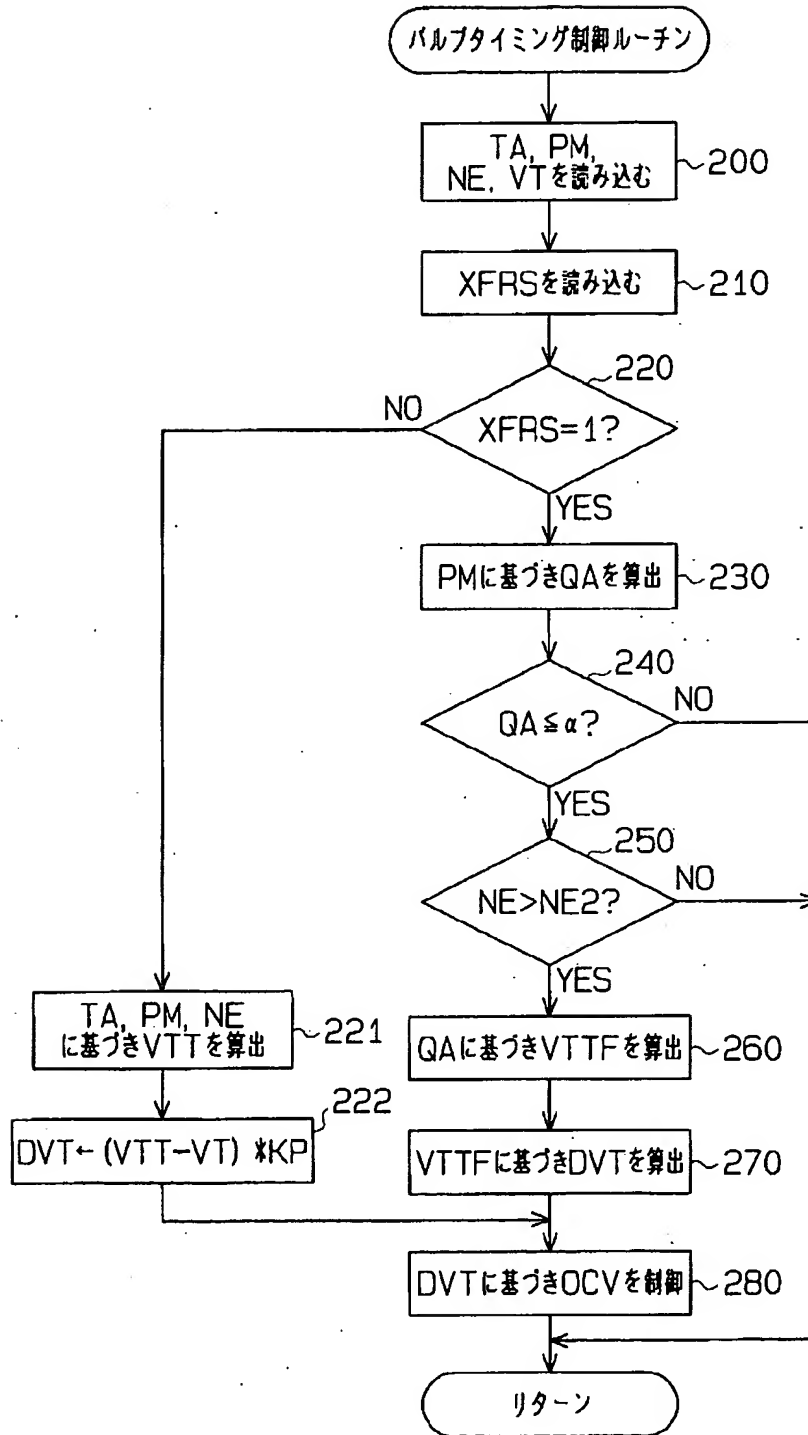 バルブタイミング制御ルーチン
TA, PM,
NE, VTを読み込む
200
XFRSを読み込む
210
220
XFRS=1?
NO
YES
PMに基づきQAを算出
230
240
QA≦α?
NO
YES
250
NE>NE2?
NO
YES
TA, PM, NE
に基づきVTTを算出
221
QAに基づきVTTFを算出
260
222
DVT←(VTT-VT) *KP
VTTFに基づきDVTを算出
270
DVTに基づきOCVを制御
280
リターン